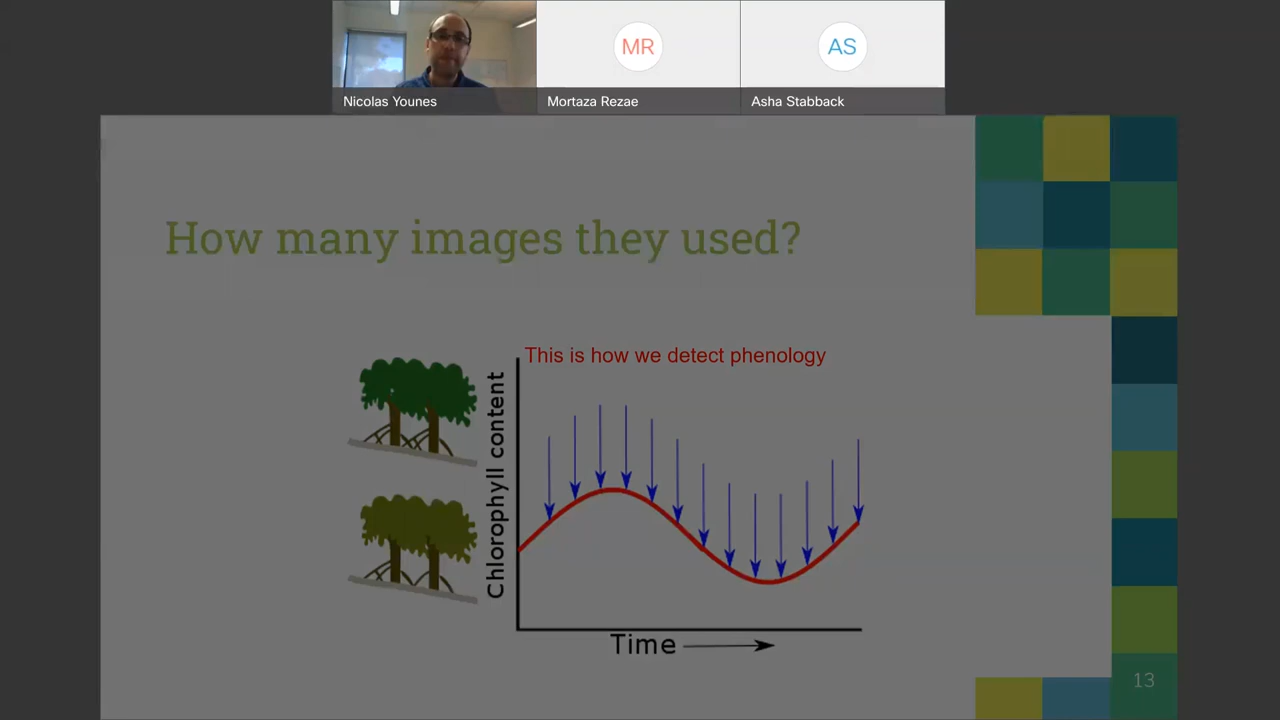 MR
AS
Nicolas Younes
Mortaza Rezae
Asha Stabback
How many images they used?
This is how we detect phenology
Chlorophyll content
Time
13